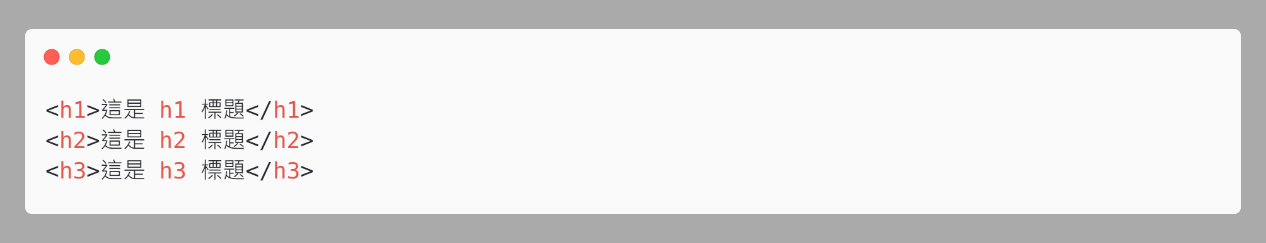 <h1>這是 h1 標題</h1>
<h2>這是 h2 標題</h2>
<h3>這是 h3 標題</h3>